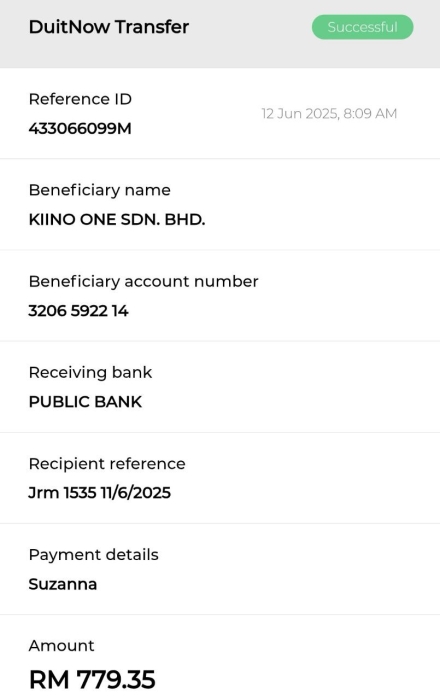 DuitNow Transfer
Successful
Reference ID
12 Jun 2025, 8:09 AM
433066099M
Beneficiary name
KIINO ONE SDN. BHD.
Beneficiary account number
3206 5922 14
Receiving bank
PUBLIC BANK
Recipient reference
Jrm 1535 11/6/2025
Payment details
Suzanna
Amount
RM 779.35